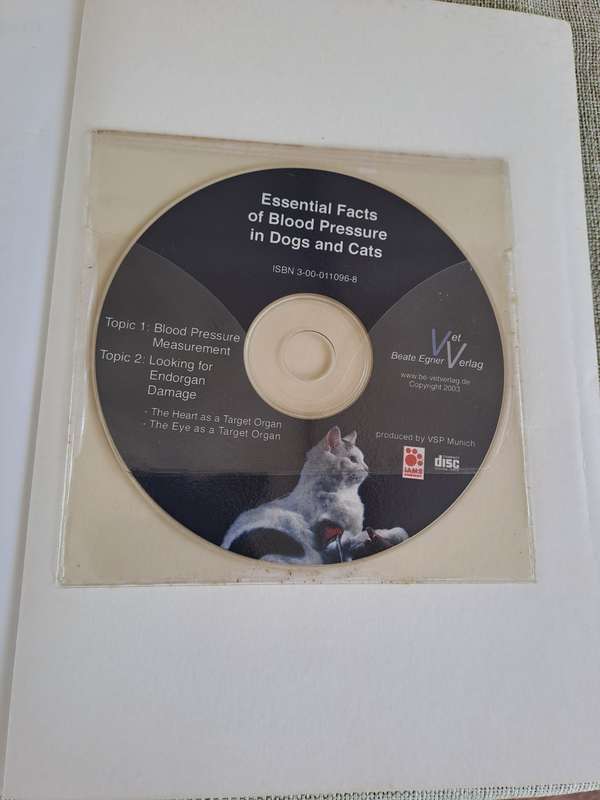 Essential Facts
of Blood Pressure
in Dogs and Cats
ISBN 3-00-011096-8
Topic 1: Blood Pressure
Measurement
Topic 2: Looking for
Endorgan
Damage
- The Heart as a Target Organ
- The Eye as a Target Organ
Vet
Beate Egner Verlag
www.be-vetverlag.de
Copyright 2003
produced by VSP Munich
IAMS
disc